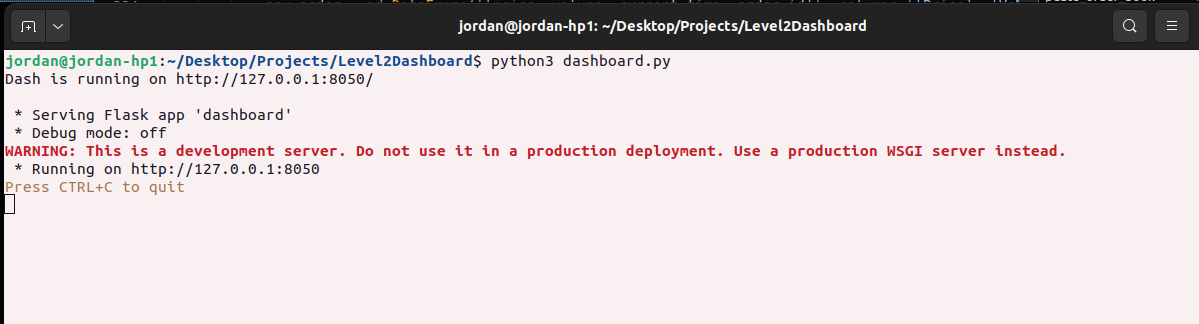 jordan@jordan-hp1: ~/Desktop/Projects/Level2Dashboard
jordan@jordan-hp1:~/Desktop/Projects/Level2Dashboard$ python3 dashboard.py
Dash is running on http://127.0.0.1:8050/
* Serving Flask app 'dashboard'
* Debug mode: off
WARNING: This is a development server. Do not use it in a production deployment. Use a production WSGI server instead.
* Running on http://127.0.0.1:8050
Press CTRL+C to quit